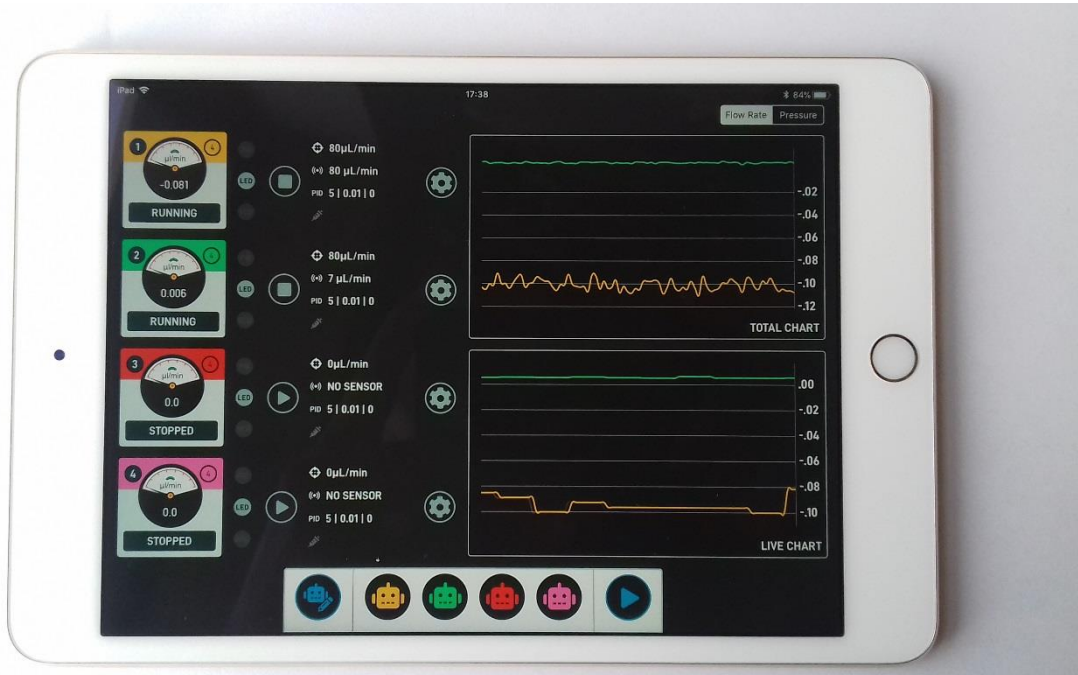 iPad
17:38
64%
Flow Rate Pressure
1 4
µl/min
-0.081
RUNNING
LED
80µL/min
80 µL/min
PID 5 | 0.01 | 0
2
µl/min
0.006
RUNNING
LED
80µL/min
7 µL/min
PID 5 | 0.01 | 0
3
µl/min
0.0
STOPPED
LED
0µL/min
NO SENSOR
PID 5 | 0.01 | 0
4
µl/min
0.0
STOPPED
LED
0µL/min
NO SENSOR
PID 5 | 0.01 | 0
-.02
-.04
-.06
-.08
-.10
-.12
TOTAL CHART
.00
-.02
-.04
-.06
-.08
-.10
LIVE CHART